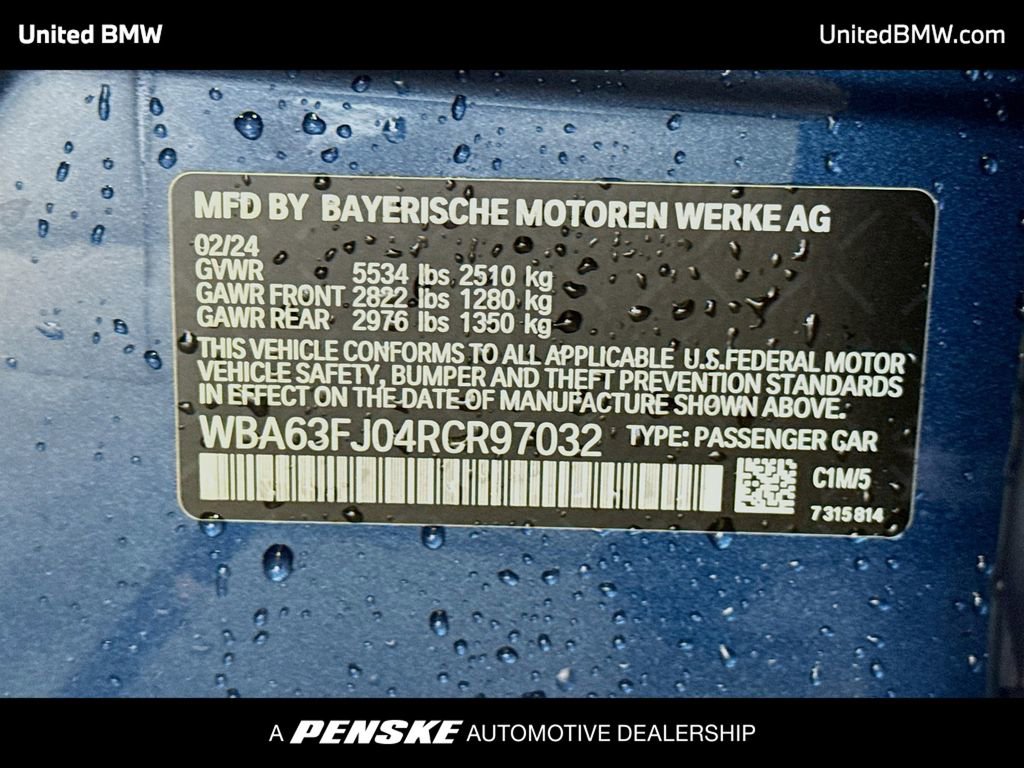 United BMW
UnitedBMW.com
MFD BY BAYERISCHE MOTOREN WERKE AG
02/24
GVWR 5534 lbs 2510 kg
GAWR FRONT 2822 lbs 1280 kg
GAWR REAR 2976 lbs 1350 kg
THIS VEHICLE CONFORMS TO ALL APPLICABLE U.S.FEDERAL MOTOR
VEHICLE SAFETY, BUMPER AND THEFT PREVENTION STANDARDS
IN EFFECT ON THE DATE OF MANUFACTURE SHOWN ABOVE.
WBA63FJ04RCR97032 TYPE: PASSENGER CAR
C1M/5
7315814
A PENSKE AUTOMOTIVE DEALERSHIP